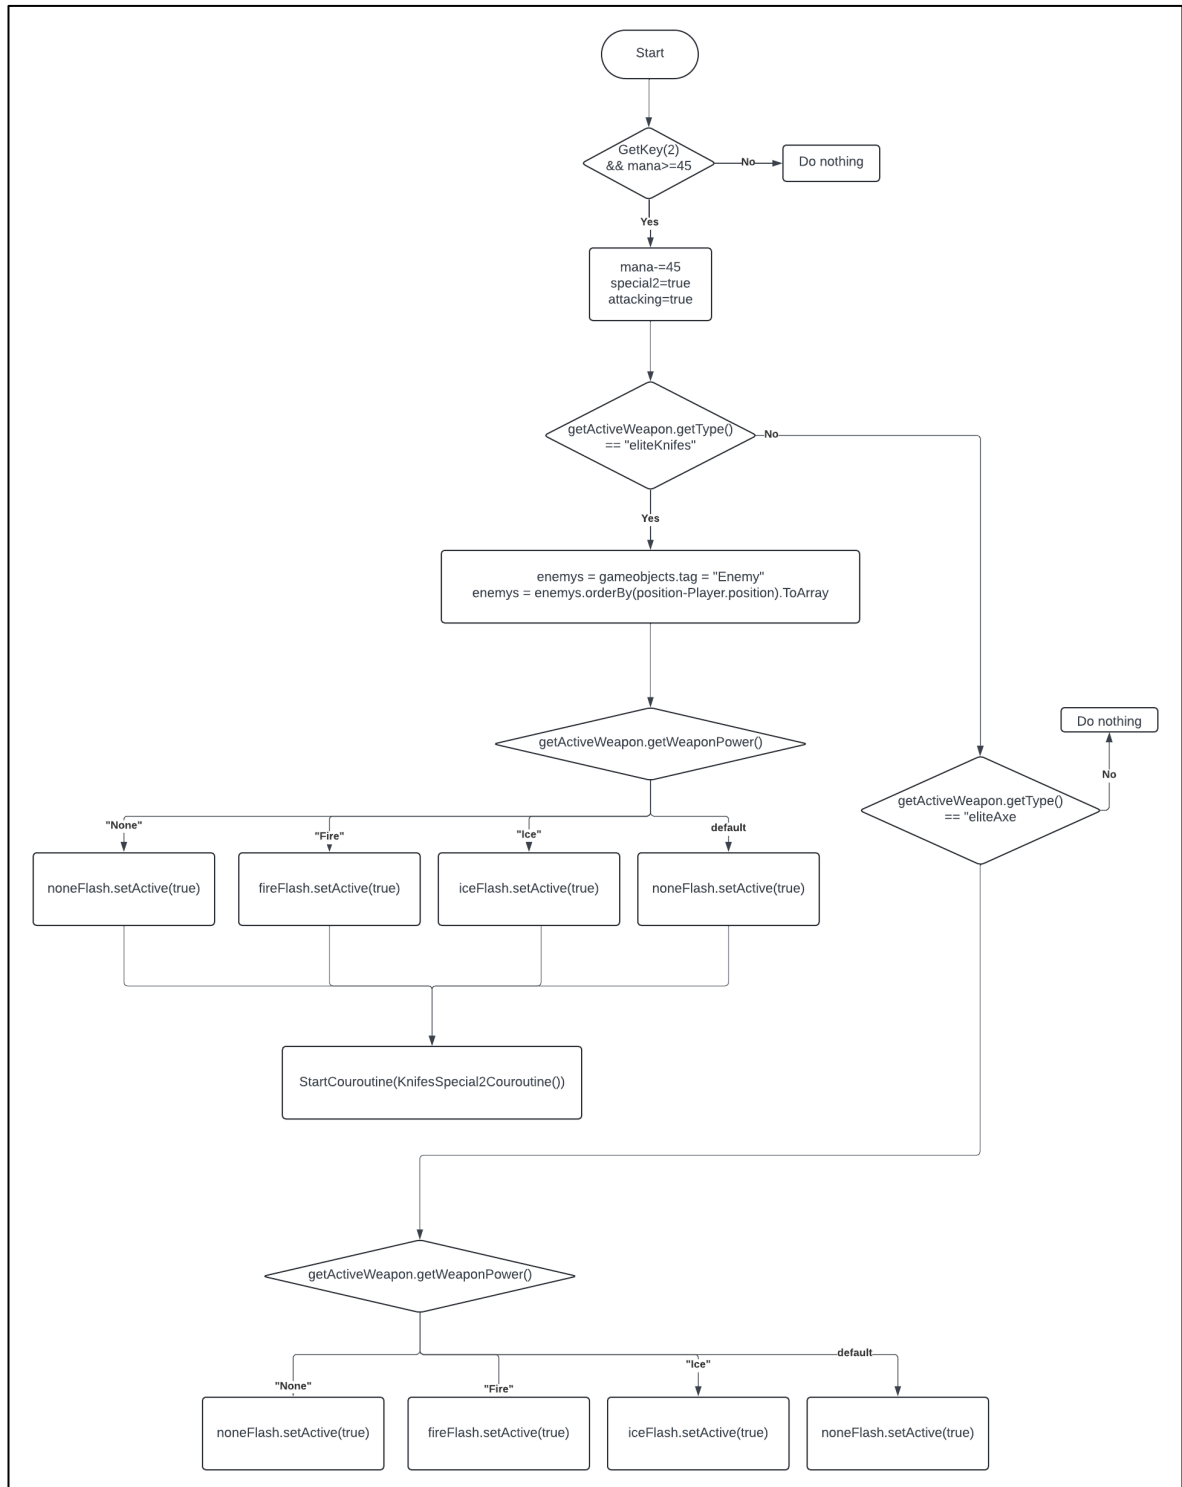 Start
GetKey(2)
&& mana>=45
No
Do nothing
Yes
mana-=45
special2=true
attacking=true
getActiveWeapon.getType()
== "eliteKnifes"
No
Yes
enemys = gameobjects.tag = "Enemy"
enemys = enemys.orderBy(position-Player.position).ToArray
getActiveWeapon.getWeaponPower()
Do nothing
No
getActiveWeapon.getType()
== "eliteAxe
"None"
"Fire"
"Ice"
default
noneFlash.setActive(true)
fireFlash.setActive(true)
iceFlash.setActive(true)
noneFlash.setActive(true)
StartCouroutine(KnifesSpecial2Couroutine())
getActiveWeapon.getWeaponPower()
"None"
"Fire"
"Ice"
default
noneFlash.setActive(true)
fireFlash.setActive(true)
iceFlash.setActive(true)
noneFlash.setActive(true)